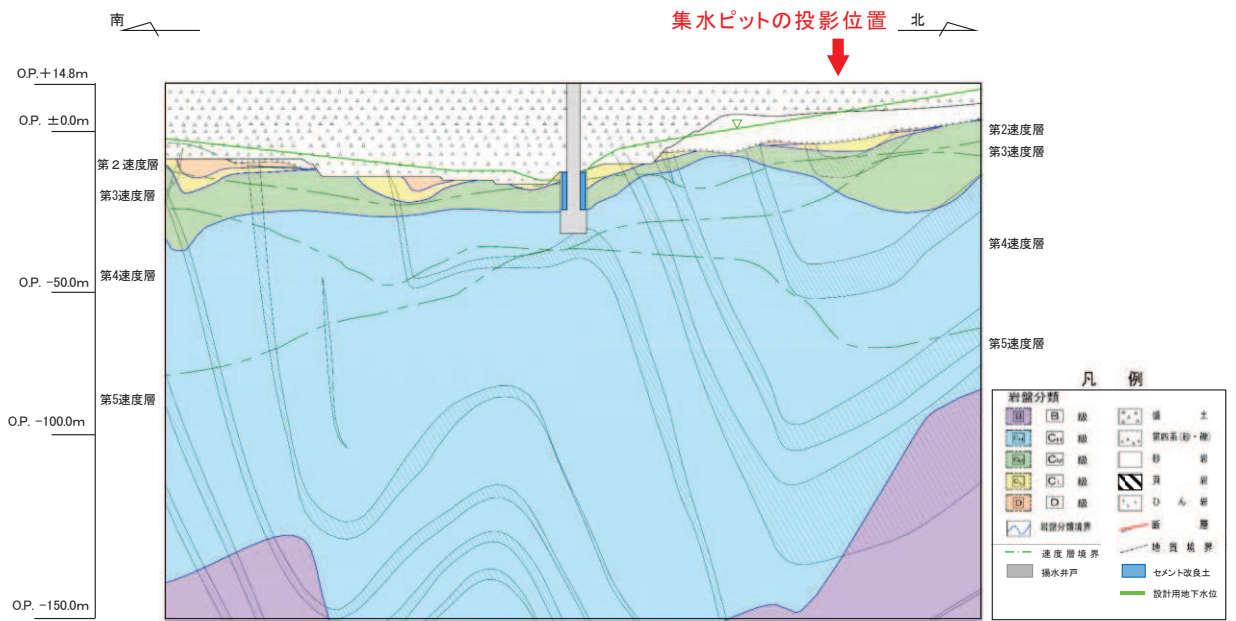 南
集水ピットの投影位置
北
O.P.+14.8m
O.P. ±0.0m
O.P. -50.0m
O.P. -100.0m
O.P. -150.0m
第2速度層
第3速度層
第4速度層
第5速度層
第2速度層
第3速度層
第4速度層
第5速度層
凡 例
岩盤分類
B B 級
CH CH 級
CM CM 級
CL CL 級
D D 級
岩盤分類境界
速度層境界
揚水井戸
盛 土
第四系(砂・礫)
砂 岩
頁 岩
ひん岩
断 層
地質境界
セメント改良土
設計用地下水位